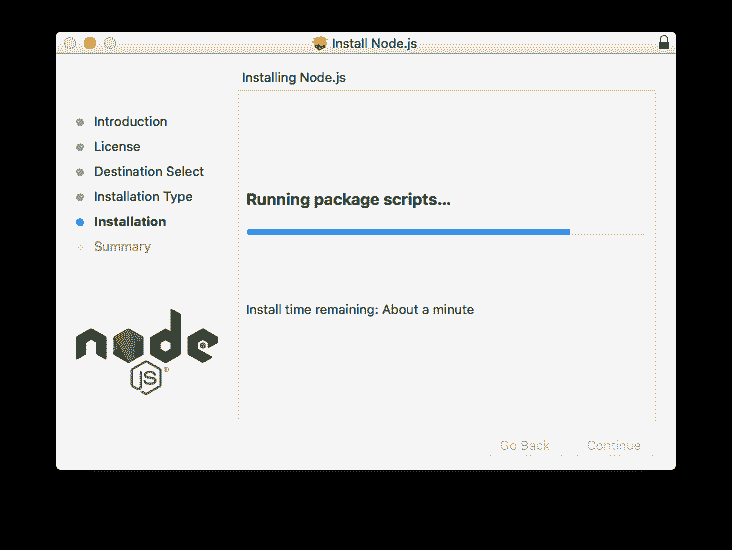 Install Node.js
Installing Node.js
Introduction
License
Destination Select
Installation Type
Installation
Summary
Running package scripts...
Install time remaining: About a minute
node
JS®
Go Back
Continue